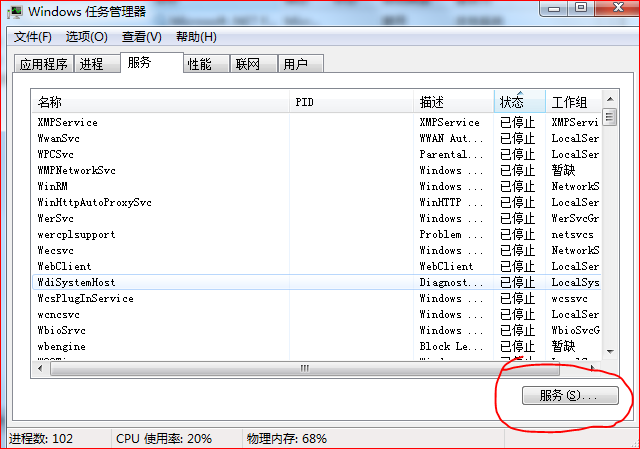 Windows 任务管理器
文件(F) 选项(O) 查看(V) 帮助(H)
应用程序 进程 服务 性能 联网 用户
名称 PID 描述 状态 工作组
XMPService XMPService 已停止 XMPServi
WwanSvc WWAN Aut... 已停止 LocalSer
WPCSvc Parental... 已停止 LocalSer
WMPNetworkSvc Windows ... 已停止 暂缺
WinRM Windows ... 已停止 NetworkS
WinHttpAutoProxySvc WinHTTP ... 已停止 LocalSer
WerSvc Windows ... 已停止 WerSvcGr
wercplsupport Problem ... 已停止 netsvcs
Wecsvc Windows ... 已停止 NetworkS
WebClient WebClient 已停止 LocalSer
WdiSystemHost Diagnost... 已停止 LocalSys
WcsPlugInService Windows ... 已停止 wcssvc
wcncsvc Windows ... 已停止 LocalSer
WbioSrvc Windows ... 已停止 WbioSvcG
wbengine Block Le... 已停止 暂缺
服务(S)...
进程数: 102 CPU 使用率: 20% 物理内存: 68%